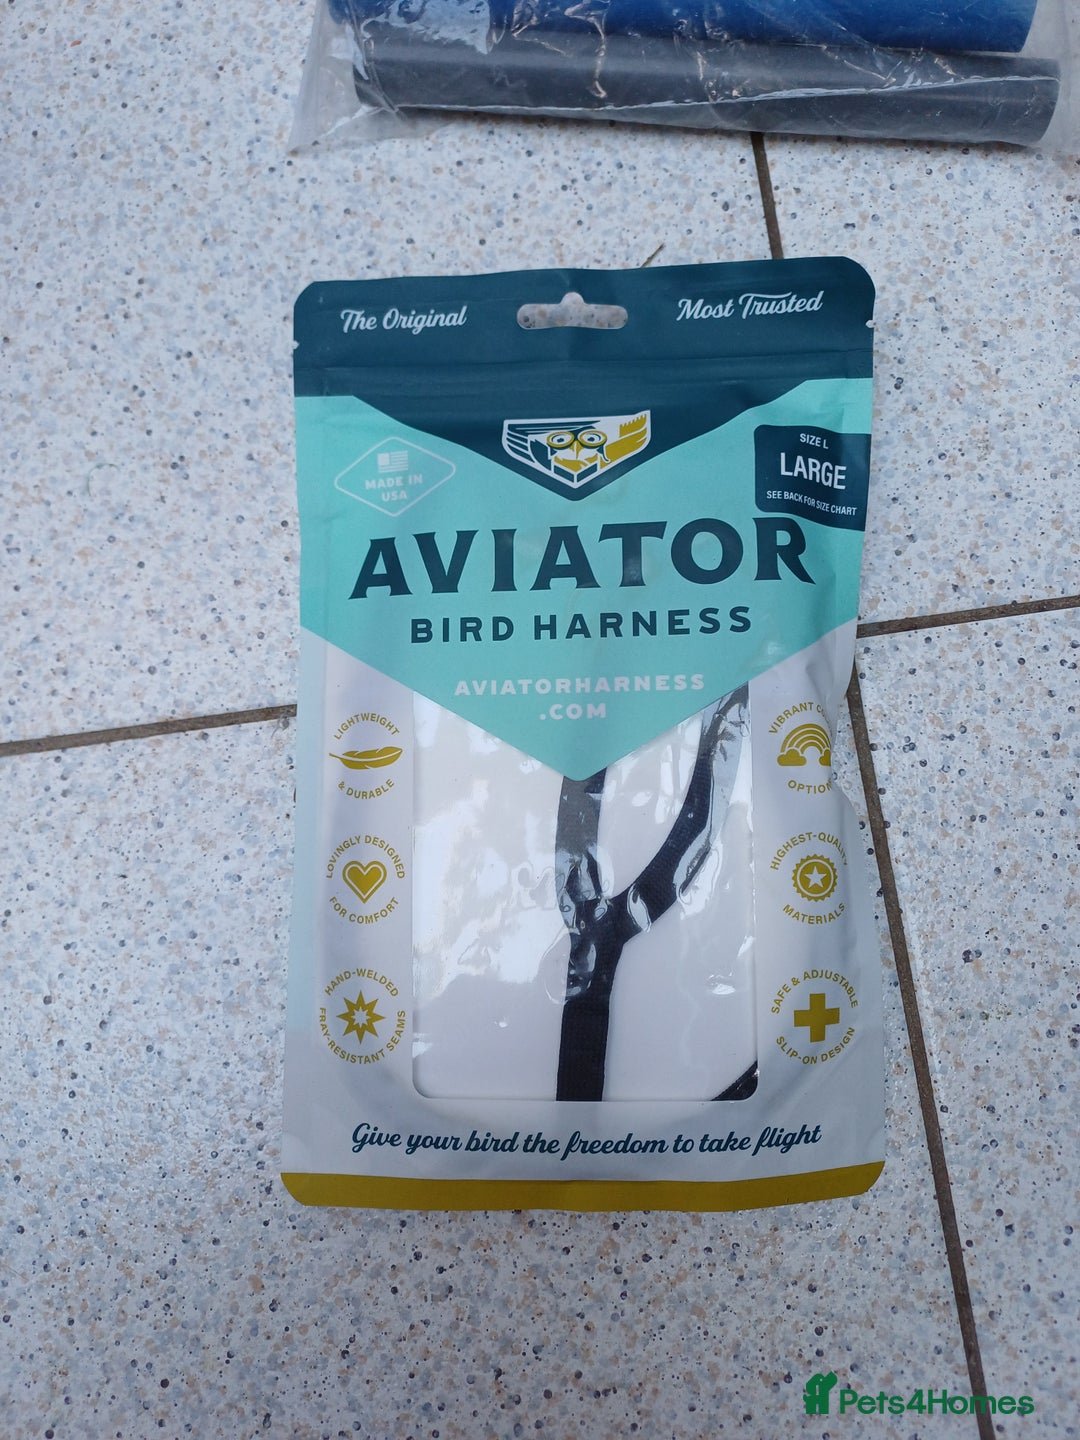 The Original
Most Trusted
SIZE L
LARGE
SEE BACK FOR SIZE CHART
MADE IN
USA
AVIATOR
BIRD HARNESS
AVIATORHARNESS
.COM
LIGHTWEIGHT
& DURABLE
VIBRANT
OPTION
LOVINGLY DESIGNED
FOR COMFORT
HIGHEST-QUALITY
MATERIALS
HAND-WELDED
FRAY-RESISTANT SEAMS
SAFE & ADJUSTABLE
SLIP-ON DESIGN
Give your bird the freedom to take flight
Pets4Homes